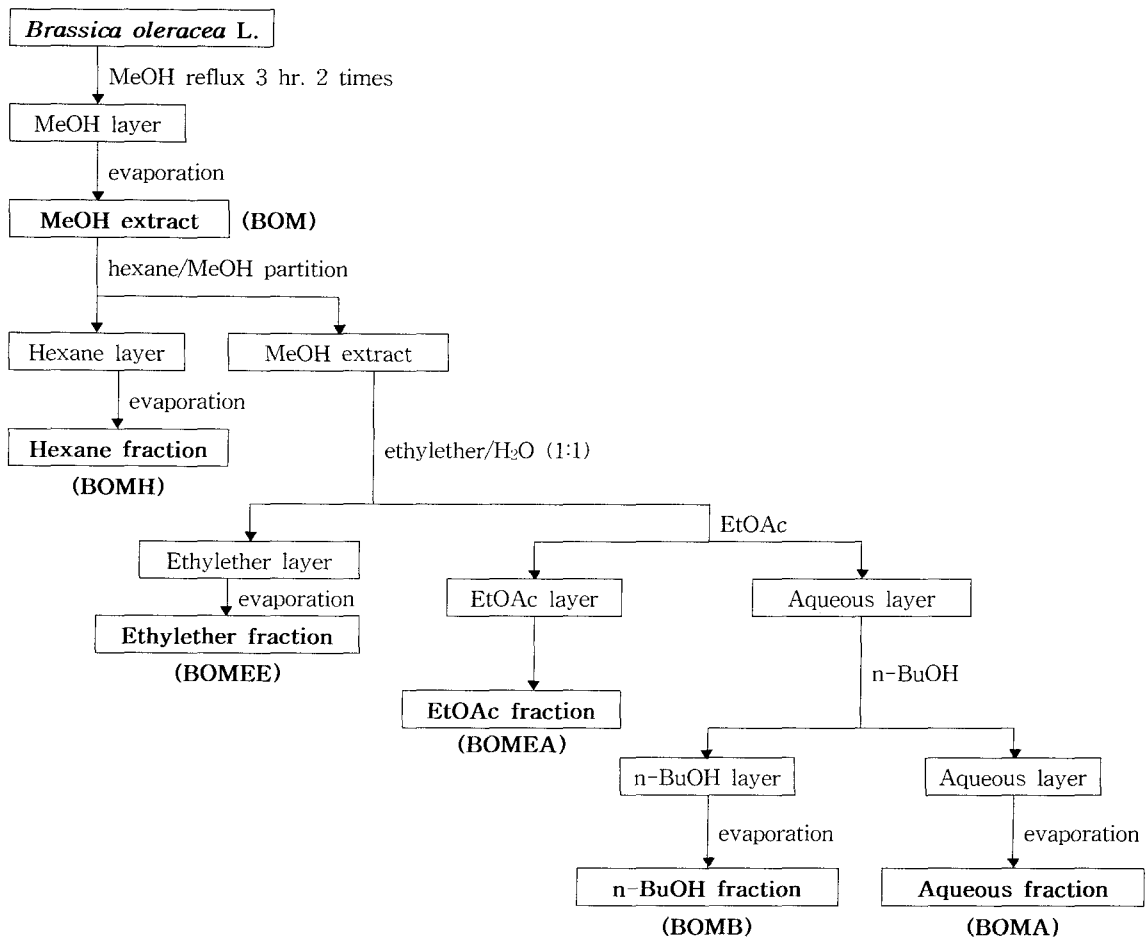 Brassica oleracea L.
MeOH reflux 3 hr. 2 times
MeOH layer
evaporation
MeOH extract (BOM)
hexane/MeOH partition
Hexane layer
MeOH extract
evaporation
Hexane fraction
(BOMH)
ethylether/H₂O (1:1)
EtOAc
Ethylether layer
evaporation
Ethylether fraction
(BOMEE)
EtOAc layer
Aqueous layer
EtOAc fraction
(BOMEA)
n-BuOH
n-BuOH layer
Aqueous layer
evaporation
evaporation
n-BuOH fraction
(BOMB)
Aqueous fraction
(BOMA)